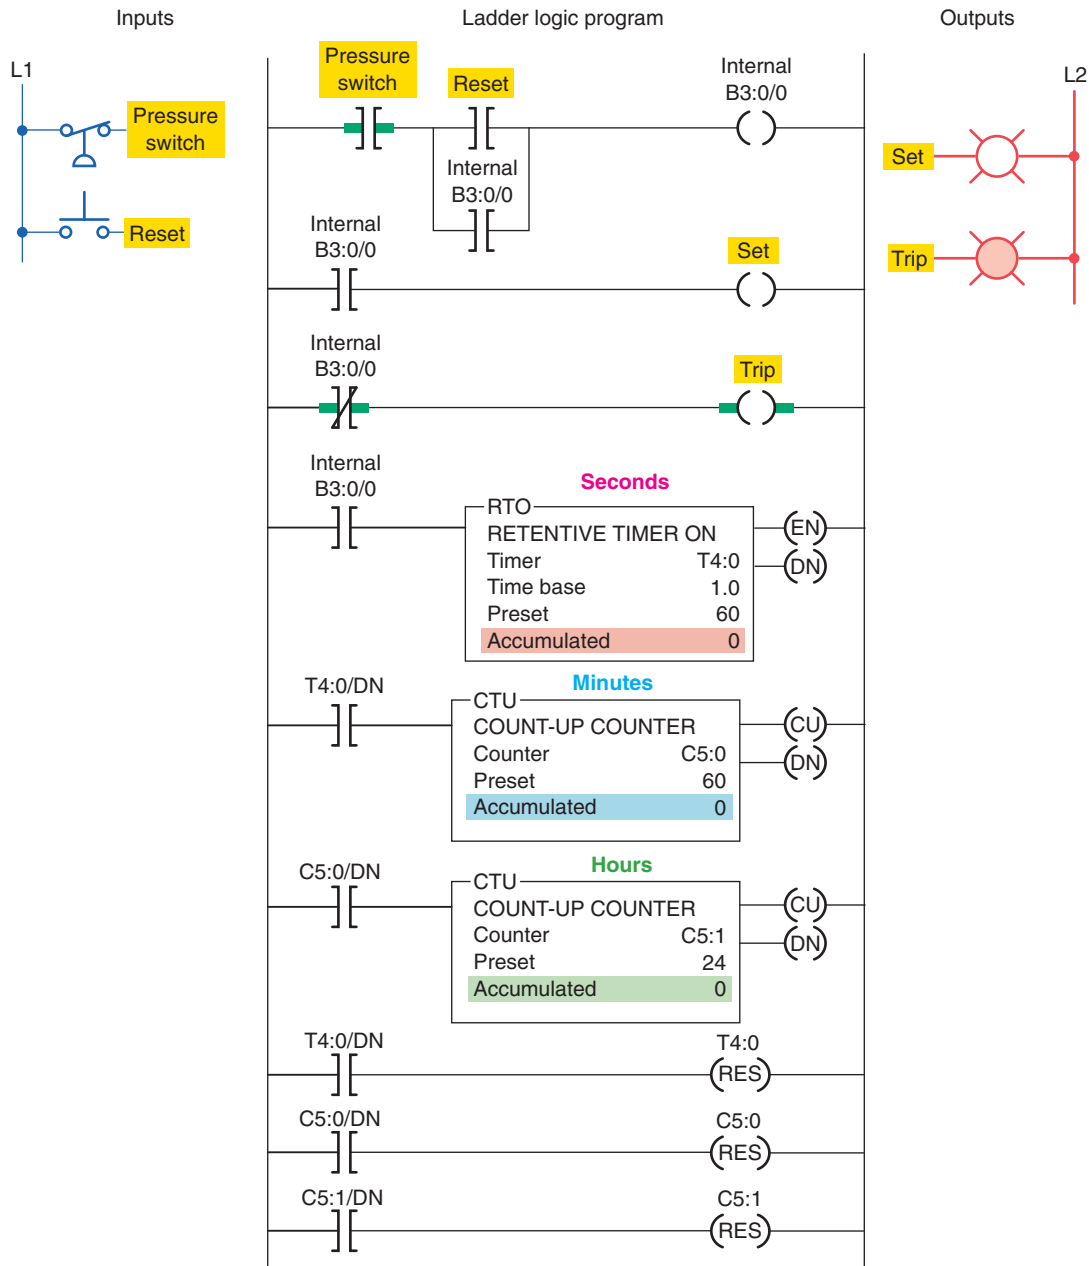 Inputs
Ladder logic program
Outputs
L1
Pressure
switch
Reset
Pressure
switch
Reset
Internal
B3:0/0
Internal
B3:0/0
L2
Set
Trip
Internal
B3:0/0
Set
Internal
B3:0/0
Trip
Internal
B3:0/0
Seconds
RTO
RETENTIVE TIMER ON
Timer T4:0
Time base 1.0
Preset 60
Accumulated 0
EN
DN
T4:0/DN
Minutes
CTU
COUNT-UP COUNTER
Counter C5:0
Preset 60
Accumulated 0
CU
DN
C5:0/DN
Hours
CTU
COUNT-UP COUNTER
Counter C5:1
Preset 24
Accumulated 0
CU
DN
T4:0/DN
T4:0
RES
C5:0/DN
C5:0
RES
C5:1/DN
C5:1
RES